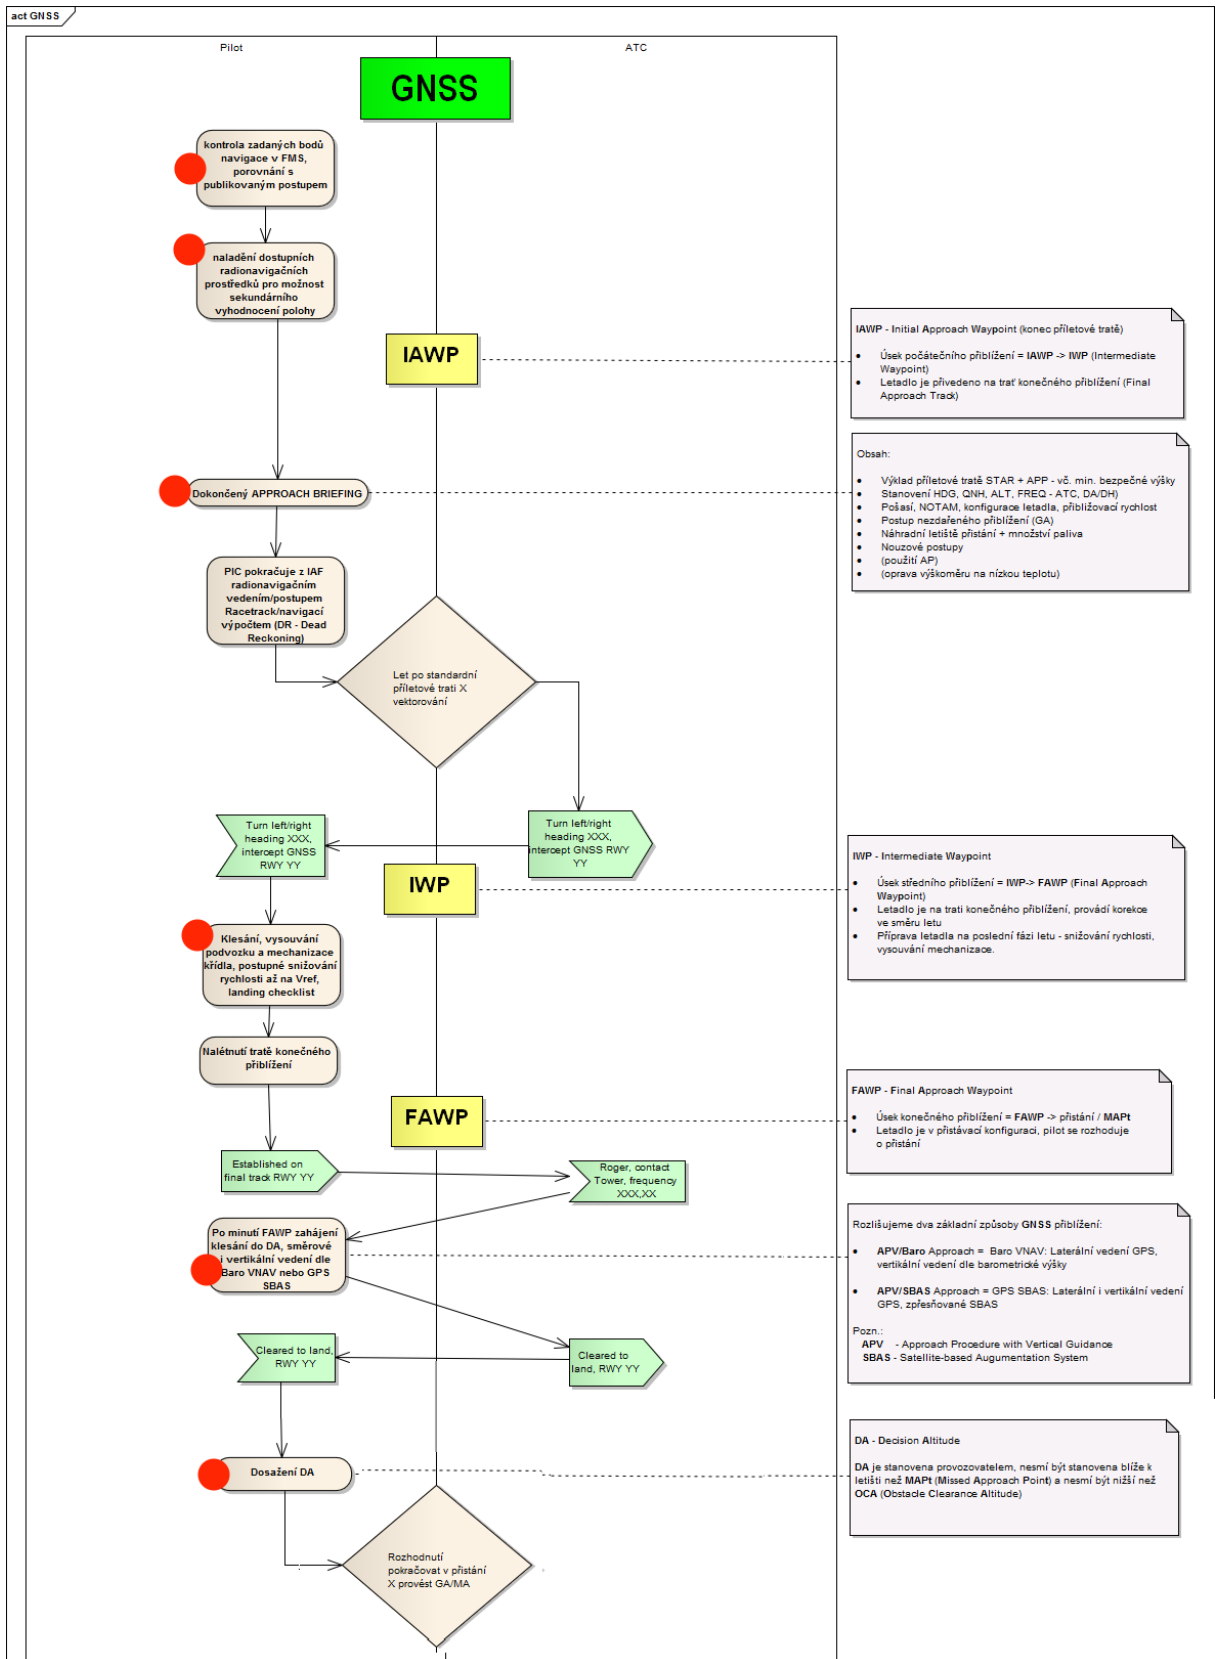 act GNSS
Pilot
ATC
GNSS
kontrola zadaných bodů
navigace v FMS,
porovnání s
publikovaným postupem
naladění dostupních
radionavigačních
prostředků pro možnost
sekundárního
vyhodnocení polohy
IAWP
IAWP - Initial Approach Waypoint (konec příletové tratě)
• Úsek počátečního přiblížení = IAWP -> IWP (Intermediate
Waypoint)
• Letadlo je přivedeno na trať konečného přiblížení (Final
Approach Track)
Dokončený APPROACH BRIEFING
Obsah:
• Výklad příletové tratě STAR + APP - vč. min. bezpečné výšky
• Stanovení HDG, QNH, ALT, FREQ - ATC, DA/DH)
• Pošasí, NOTAM, konfigurace letadla, přibližovací rychlost
• Postup nezdařeného přiblížení (GA)
• Náhradní letiště přistání + množství paliva
• Nouzové postupy
• (použití AP)
• (oprava výškoměru na nízkou teplotu)
PIC pokračuje z IAF
radionavigačním
vedením/postupem
Racetrack/navigací
výpočtem (DR - Dead
Reckoning)
Let po standardní
příletové trati X
vektorování
Turn left/right
heading XXX,
intercept GNSS
RWY YY
Turn left/right
heading XXX,
intercept GNSS RWY
YY
IWP
IWP - Intermediate Waypoint
• Úsek středního přiblížení = IWP-> FAWP (Final Approach
Waypoint)
• Letadlo je na trati konečného přiblížení, provádí korekce
ve směru letu
• Příprava letadla na poslední fázi letu - snižování rychlosti,
vysouvání mechanizace.
Klesání, vysouvání
podvozku a mechanizace
křídla, postupné snižování
rychlosti až na Vref,
landing checklist
Nalétnutí tratě konečného
přiblížení
FAWP
FAWP - Final Approach Waypoint
• Úsek konečného přiblížení = FAWP -> přistání / MAPt
• Letadlo je v přistávací konfiguraci, pilot se rozhoduje
o přistání
Established on
final track RWY YY
Roger, contact
Tower, frequency
XXX,XX
Po minutí FAWP zahájení
klesání do DA, směrové
i vertikální vedení dle
Baro VNAV nebo GPS
SBAS
Rozlišujeme dva základní způsoby GNSS přiblížení:
• APV/Baro Approach = Baro VNAV: Laterální vedení GPS,
vertikální vedení dle barometrické výšky
• APV/SBAS Approach = GPS SBAS: Laterální i vertikální vedení
GPS, zpřesňované SBAS
Pozn.:
APV - Approach Procedure with Vertical Guidance
SBAS - Satellite-based Augumentation System
Cleared to land,
RWY YY
Cleared to
land, RWY YY
Dosažení DA
DA - Decision Altitude
DA je stanovena provozovatelem, nesmí být stanovena blíže k
letišti než MAPt (Missed Approach Point) a nesmí být nižší než
OCA (Obstacle Clearance Altitude)
Rozhodnutí
pokračovat v přistání
X provést GA/MA